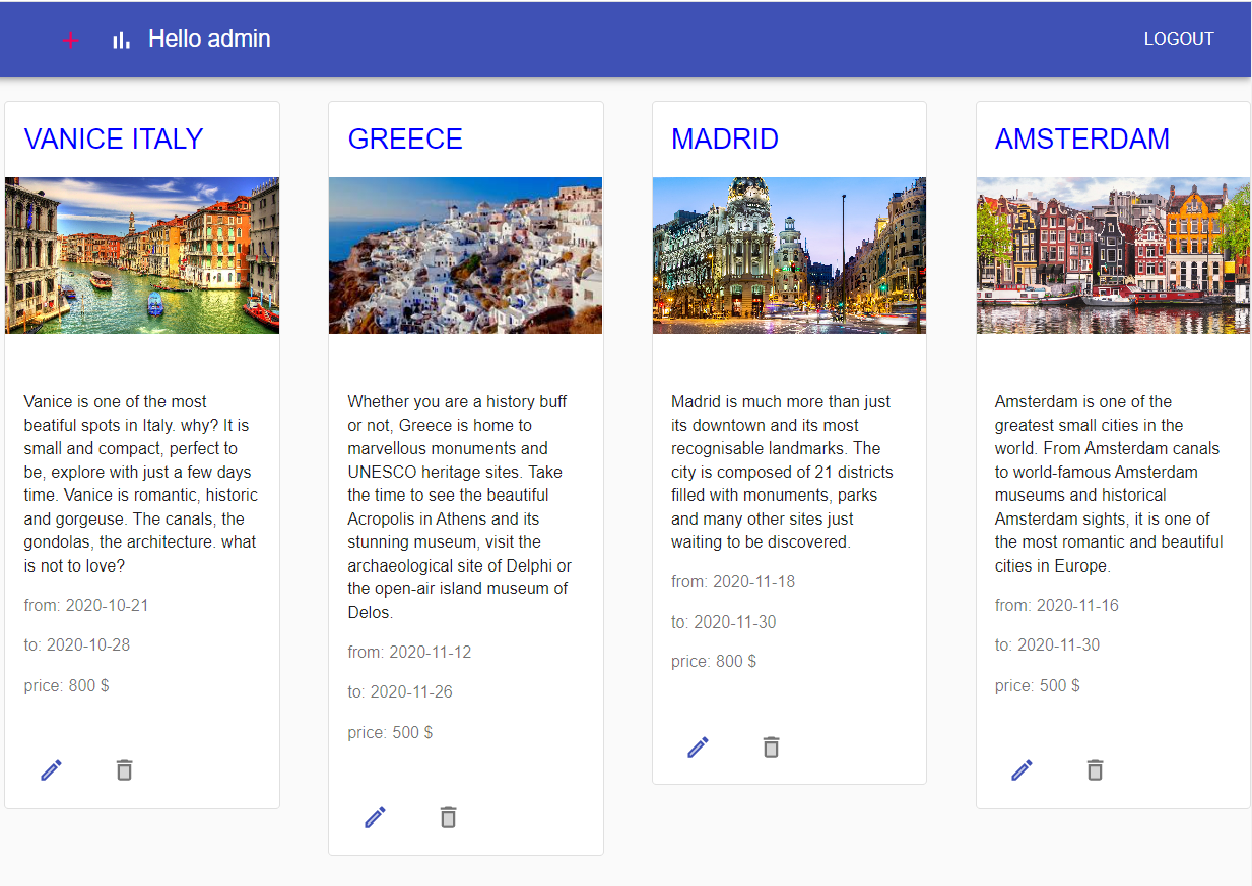 + Hello admin
LOGOUT
VANICE ITALY
Vanice is one of the most
beatiful spots in Italy. why? It is
small and compact, perfect to
be, explore with just a few days
time. Vanice is romantic, historic
and gorgeuse. The canals, the
gondolas, the architecture. what
is not to love?
from: 2020-10-21
to: 2020-10-28
price: 800 $
GREECE
Whether you are a history buff
or not, Greece is home to
marvellous monuments and
UNESCO heritage sites. Take
the time to see the beautiful
Acropolis in Athens and its
stunning museum, visit the
archaeological site of Delphi or
the open-air island museum of
Delos.
from: 2020-11-12
to: 2020-11-26
price: 500 $
MADRID
Madrid is much more than just
its downtown and its most
recognisable landmarks. The
city is composed of 21 districts
filled with monuments, parks
and many other sites just
waiting to be discovered.
from: 2020-11-18
to: 2020-11-30
price: 800 $
AMSTERDAM
Amsterdam is one of the
greatest small cities in the
world. From Amsterdam canals
to world-famous Amsterdam
museums and historical
Amsterdam sights, it is one of
the most romantic and beautiful
cities in Europe.
from: 2020-11-16
to: 2020-11-30
price: 500 $